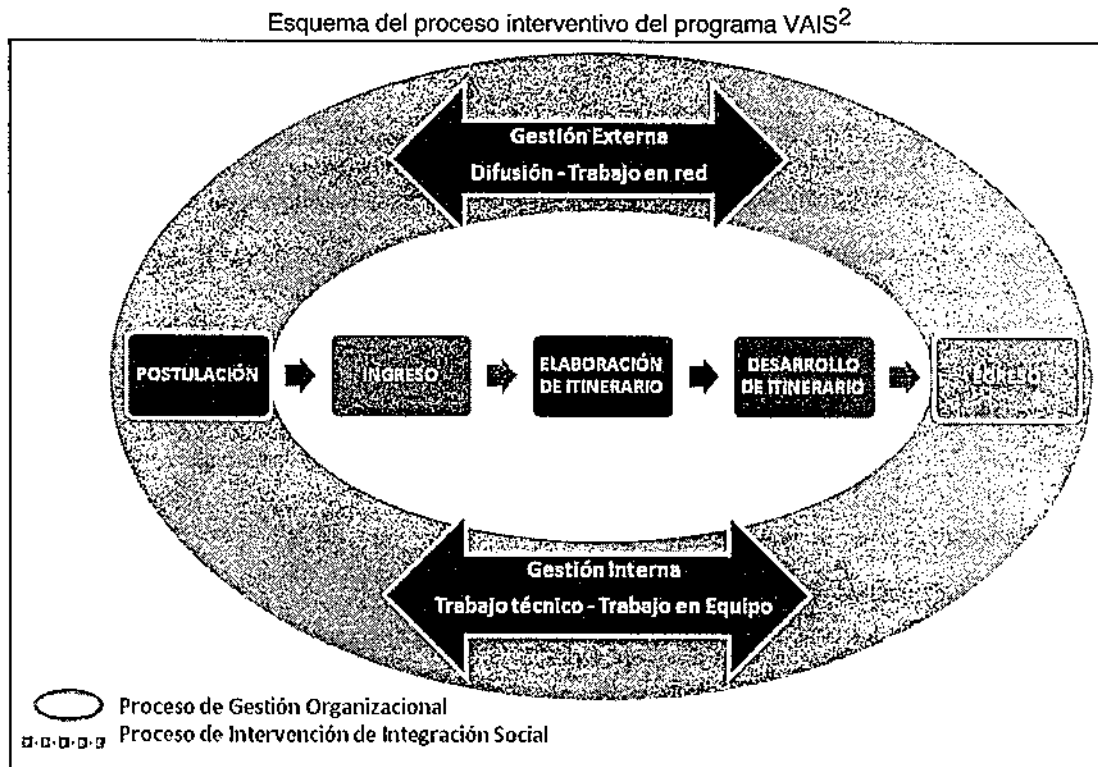 Esquema del proceso interventivo del programa VAIS2
Gestión Externa
Difusión - Trabajo en red
POSTULACIÓN
INGRESO
ELABORACIÓN
DE ITINERARIO
DESARROLLO
DE ITINERARIO
EGRESO
Gestión Interna
Trabajo técnico - Trabajo en Equipo
Proceso de Gestión Organizacional
Proceso de Intervención de Integración Social